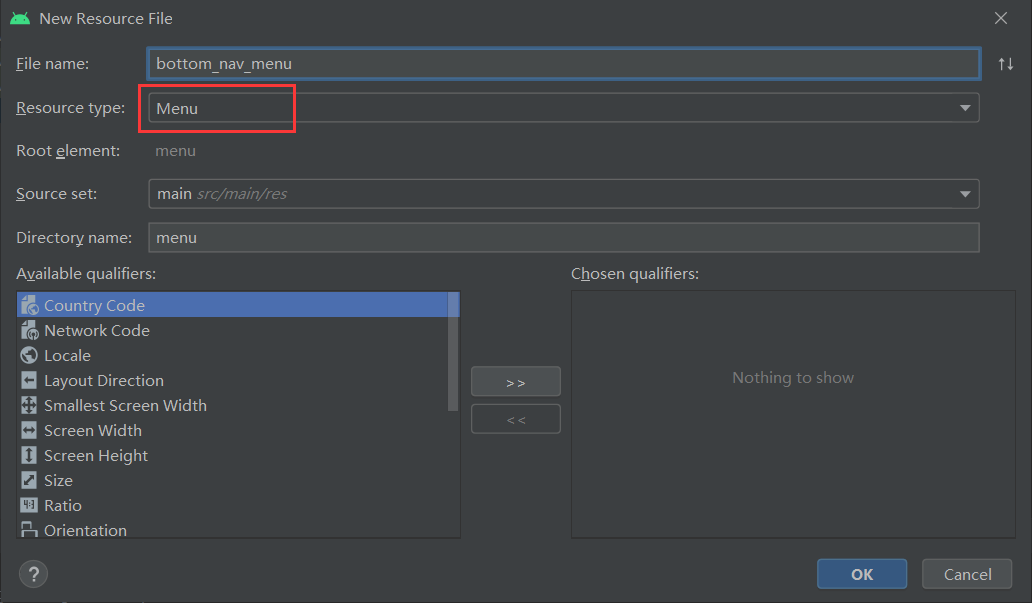 New Resource File
File name: bottom_nav_menu
Resource type: Menu
Root element: menu
Source set: main src/main/res
Directory name: menu
Available qualifiers:
Chosen qualifiers:
Country Code
Network Code
Locale
Layout Direction
Smallest Screen Width
Screen Width
Screen Height
Size
Ratio
Orientation
>>
<<
Nothing to show
?
OK
Cancel